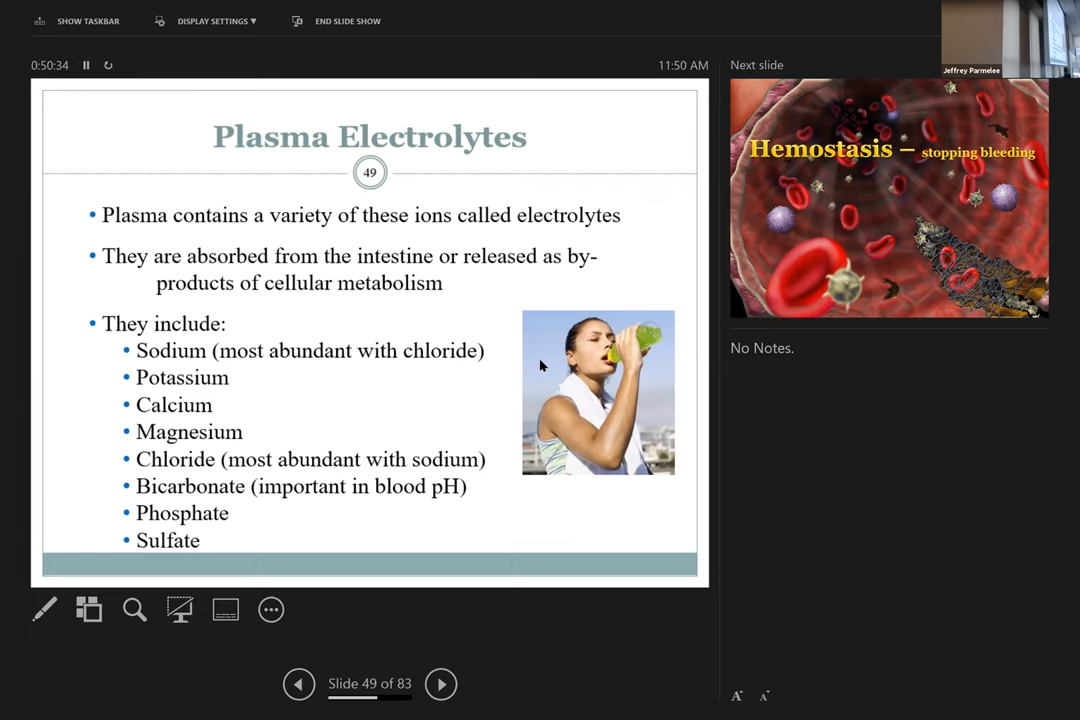 SHOW TASKBAR
DISPLAY SETTINGS ▼
END SLIDE SHOW
Jeffrey Parmelee
0:50:34
11:50 AM
Plasma Electrolytes
49
• Plasma contains a variety of these ions called electrolytes
• They are absorbed from the intestine or released as by-
products of cellular metabolism
• They include:
• Sodium (most abundant with chloride)
• Potassium
• Calcium
• Magnesium
• Chloride (most abundant with sodium)
• Bicarbonate (important in blood pH)
• Phosphate
• Sulfate
Slide 49 of 83
Next slide
Hemostasis – stopping bleeding
No Notes.
A A